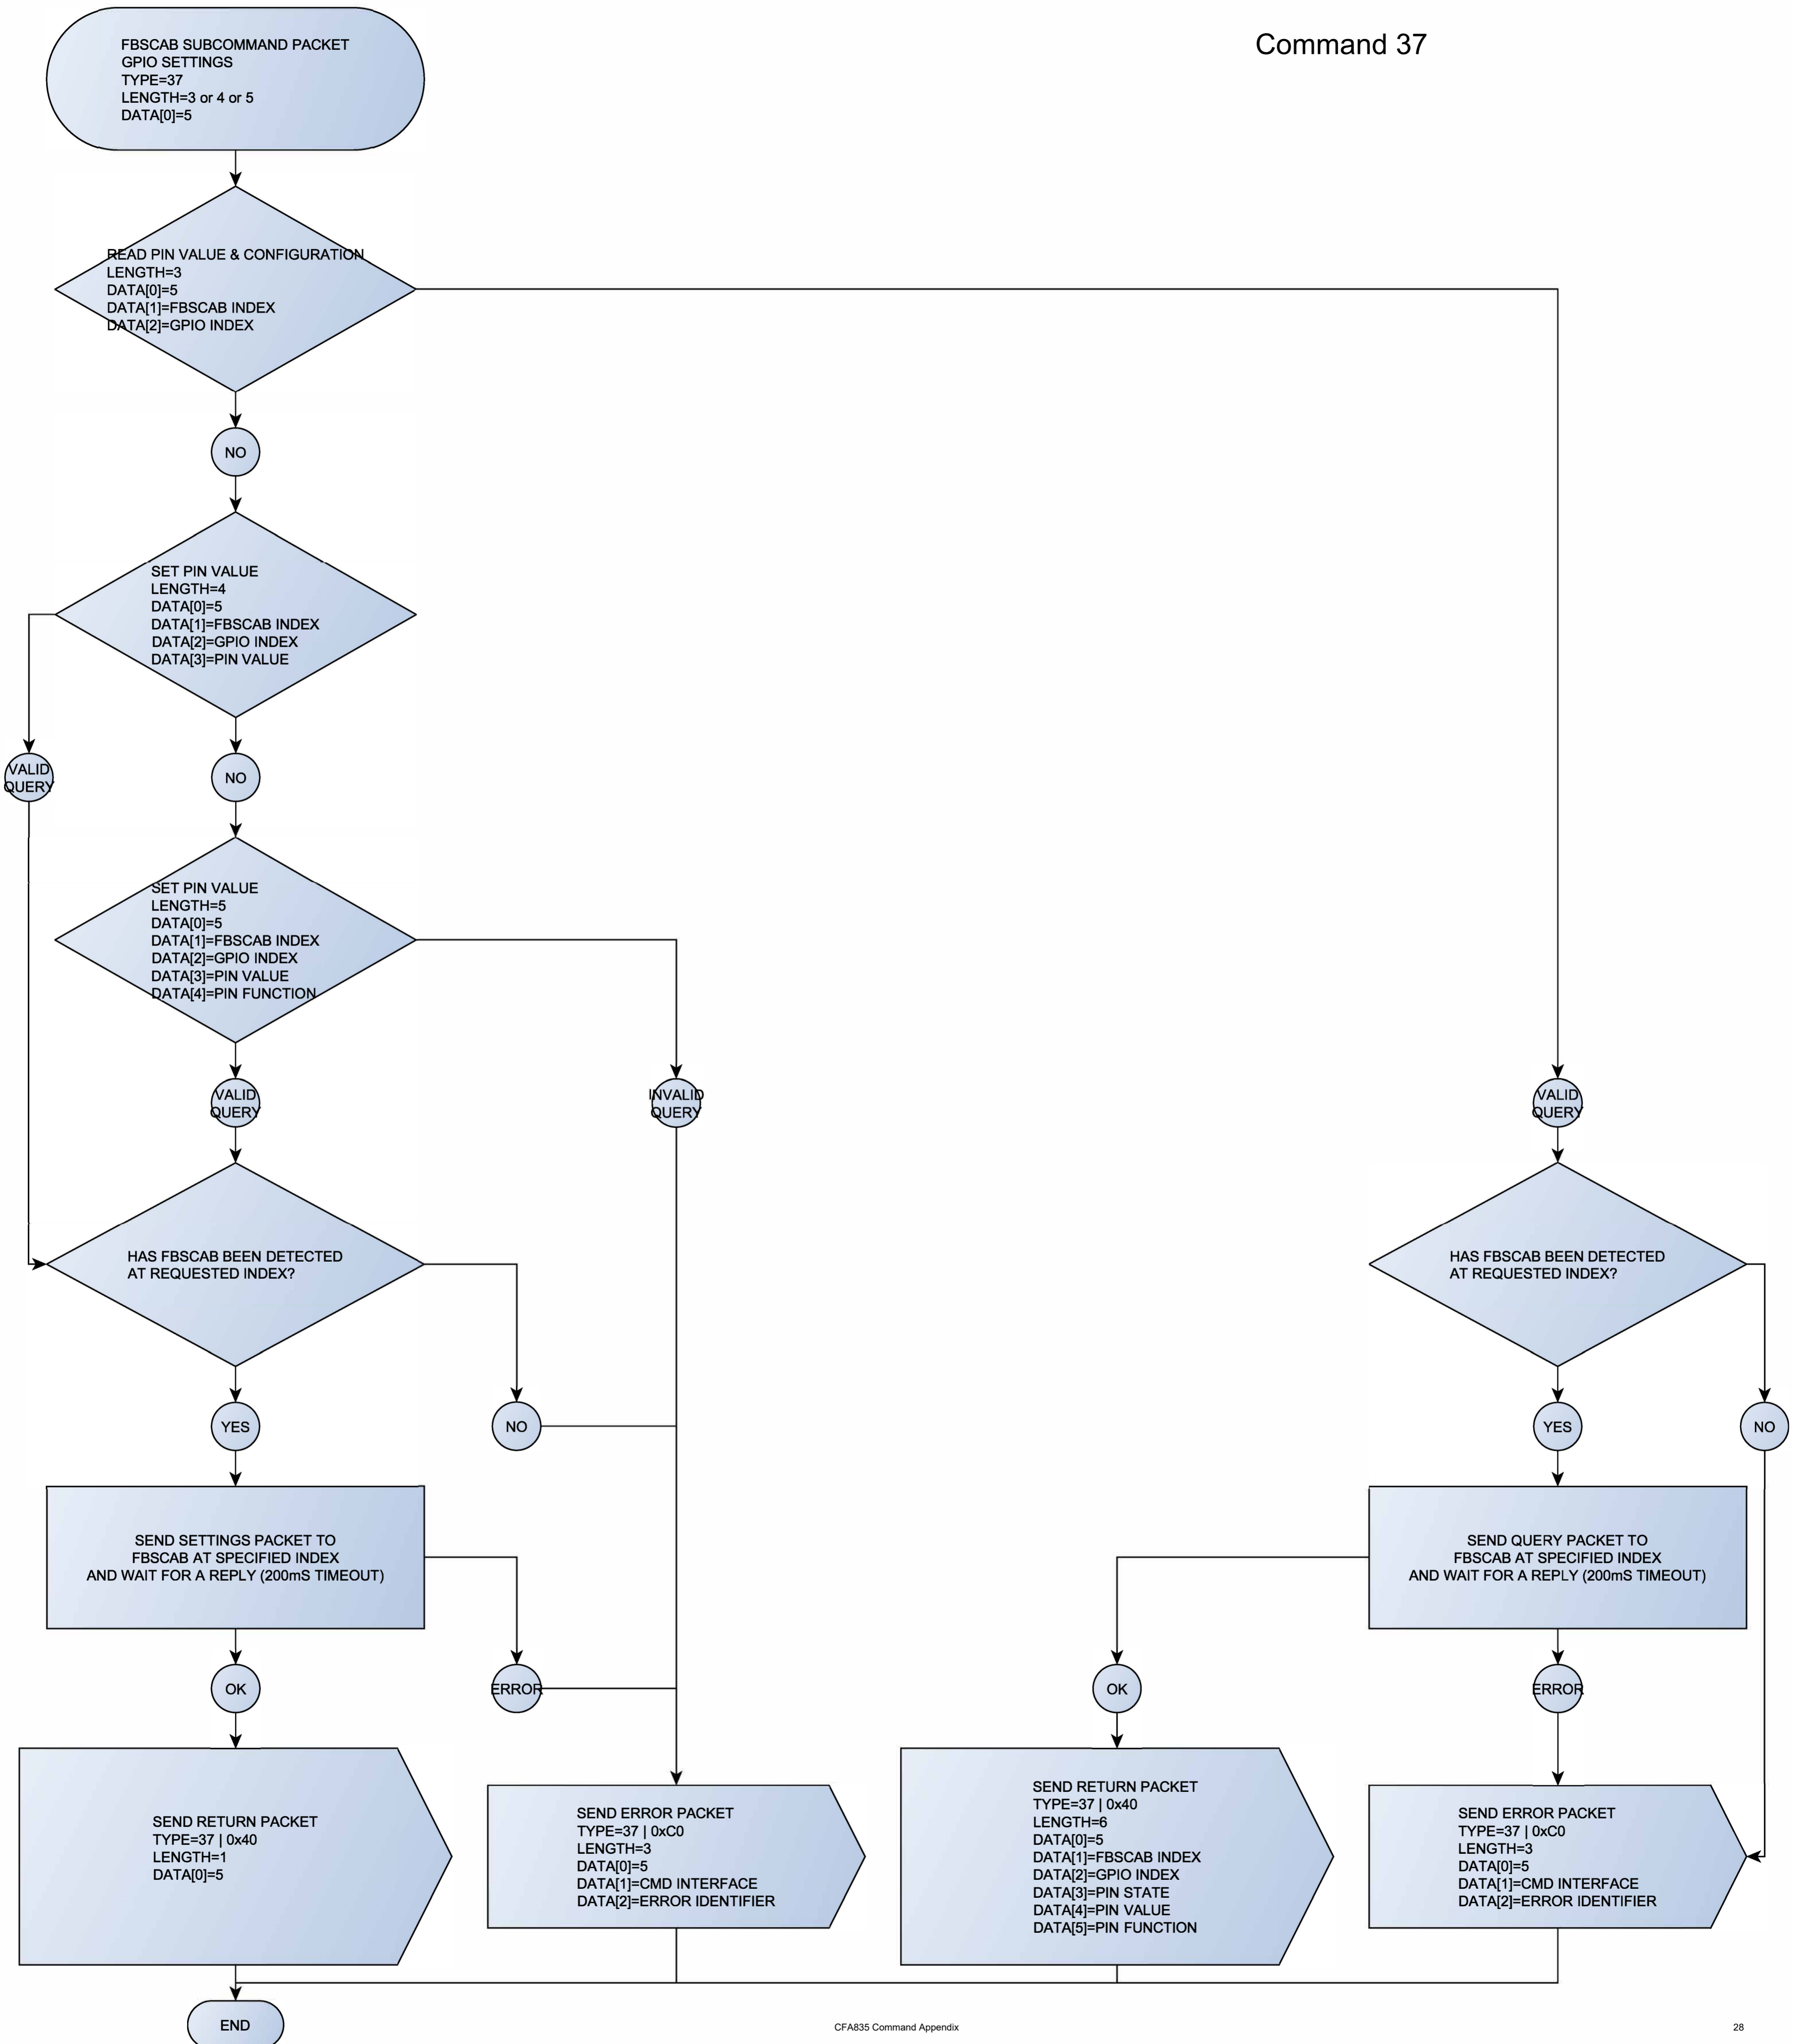 Command 37
FBSCAB SUBCOMMAND PACKET
GPIO SETTINGS
TYPE=37
LENGTH=3 or 4 or 5
DATA[0]=5
READ PIN VALUE & CONFIGURATION
LENGTH=3
DATA[0]=5
DATA[1]=FBSCAB INDEX
DATA[2]=GPIO INDEX
NO
SET PIN VALUE
LENGTH=4
DATA[0]=5
DATA[1]=FBSCAB INDEX
DATA[2]=GPIO INDEX
DATA[3]=PIN VALUE
VALID
QUERY
NO
SET PIN VALUE
LENGTH=5
DATA[0]=5
DATA[1]=FBSCAB INDEX
DATA[2]=GPIO INDEX
DATA[3]=PIN VALUE
DATA[4]=PIN FUNCTION
VALID
QUERY
INVALID
QUERY
VALID
QUERY
HAS FBSCAB BEEN DETECTED
AT REQUESTED INDEX?
HAS FBSCAB BEEN DETECTED
AT REQUESTED INDEX?
YES
NO
YES
NO
SEND SETTINGS PACKET TO
FBSCAB AT SPECIFIED INDEX
AND WAIT FOR A REPLY (200mS TIMEOUT)
SEND QUERY PACKET TO
FBSCAB AT SPECIFIED INDEX
AND WAIT FOR A REPLY (200mS TIMEOUT)
OK
ERROR
OK
ERROR
SEND RETURN PACKET
TYPE=37 | 0x40
LENGTH=1
DATA[0]=5
SEND ERROR PACKET
TYPE=37 | 0xC0
LENGTH=3
DATA[0]=5
DATA[1]=CMD INTERFACE
DATA[2]=ERROR IDENTIFIER
SEND RETURN PACKET
TYPE=37 | 0x40
LENGTH=6
DATA[0]=5
DATA[1]=FBSCAB INDEX
DATA[2]=GPIO INDEX
DATA[3]=PIN STATE
DATA[4]=PIN VALUE
DATA[5]=PIN FUNCTION
SEND ERROR PACKET
TYPE=37 | 0xC0
LENGTH=3
DATA[0]=5
DATA[1]=CMD INTERFACE
DATA[2]=ERROR IDENTIFIER
END
CFA835 Command Appendix
28